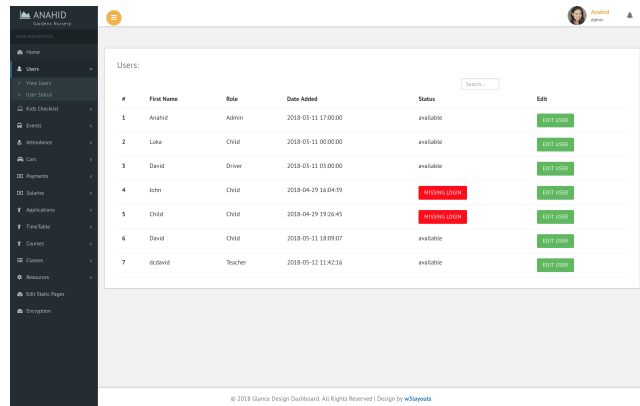 ANAHID
Gardens Nursery
MAIN NAVIGATION
Home
Users
View Users
User Status
Kids Checklist
Events
Attendence
Cars
Payments
Salaries
Applications
TimeTable
Courses
Classes
Resources
Edit Static Pages
Encryption
Anahid
Admin
Users:
Search...
# First Name Role Date Added Status Edit
1 Anahid Admin 2018-03-11 17:00:00 available EDIT USER
2 Luka Child 2018-03-11 00:00:00 available EDIT USER
3 David Driver 2018-03-11 05:00:00 available EDIT USER
4 John Child 2018-04-29 16:04:39 MISSING LOGIN EDIT USER
5 Child Child 2018-04-29 19:26:45 MISSING LOGIN EDIT USER
6 David Child 2018-05-11 18:09:07 available EDIT USER
7 dcdavid Teacher 2018-05-12 11:42:16 available EDIT USER
© 2018 Glance Design Dashboard. All Rights Reserved | Design by w3layouts